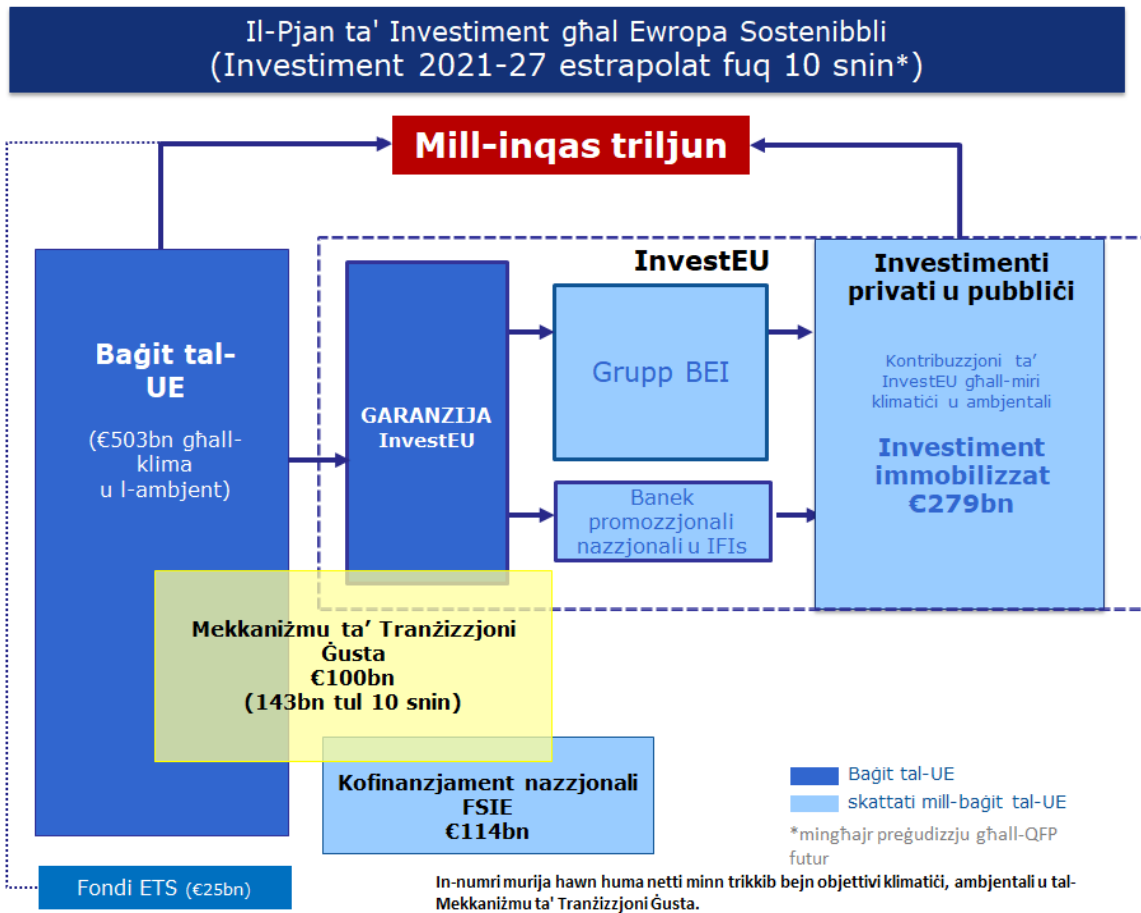 Il-Pjan ta' Investiment għal Ewropa Sostenibbli
(Investiment 2021-27 estrapolat fuq 10 snin*)
Mill-inqas triljun
Baġit tal-
UE
(€503bn għall-
klima
u l-ambjent)
GARANZIJA
InvestEU
InvestEU
Grupp BEI
Banek
promozzjonali
nazzjonali u IFIs
Investimenti
privati u pubbliċi
Kontribuzzjoni ta’
InvestEU għall-miri
klimatiċi u ambjentali
Investiment
immobilizzat
€279bn
Mekkaniżmu ta’ Tranżizzjoni
Ġusta
€100bn
(143bn tul 10 snin)
Kofinanzjament nazzjonali
FSIE
€114bn
Baġit tal-UE
skattati mill-baġit tal-UE
*mingħajr preġudizzju għall-QFP
futur
Fondi ETS (€25bn)
In-numri murija hawn huma netti minn trikkib bejn objettivi klimatiċi, ambjentali u tal-
Mekkaniżmu ta' Tranżizzjoni Ġusta.